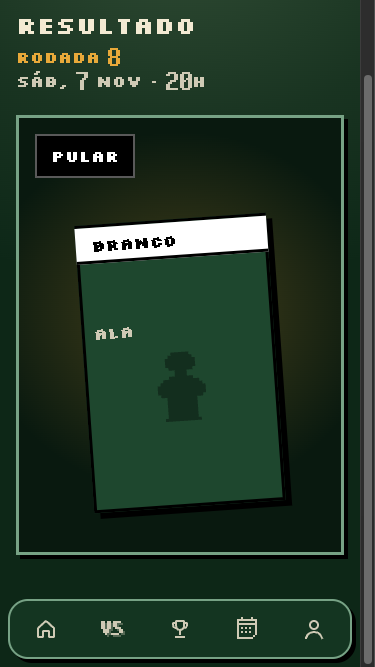 RESULTADO
RODADA 8
SÁB, 7 NOV · 20H
PULAR
BRANCO
ALA
VS